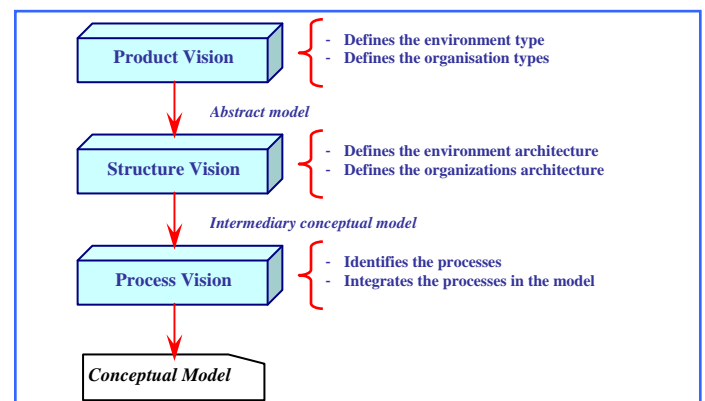 Product Vision
- Defines the environment type
- Defines the organisation types
Abstract model
Structure Vision
- Defines the environment architecture
- Defines the organizations architecture
Intermediary conceptual model
Process Vision
- Identifies the processes
- Integrates the processes in the model
Conceptual Model